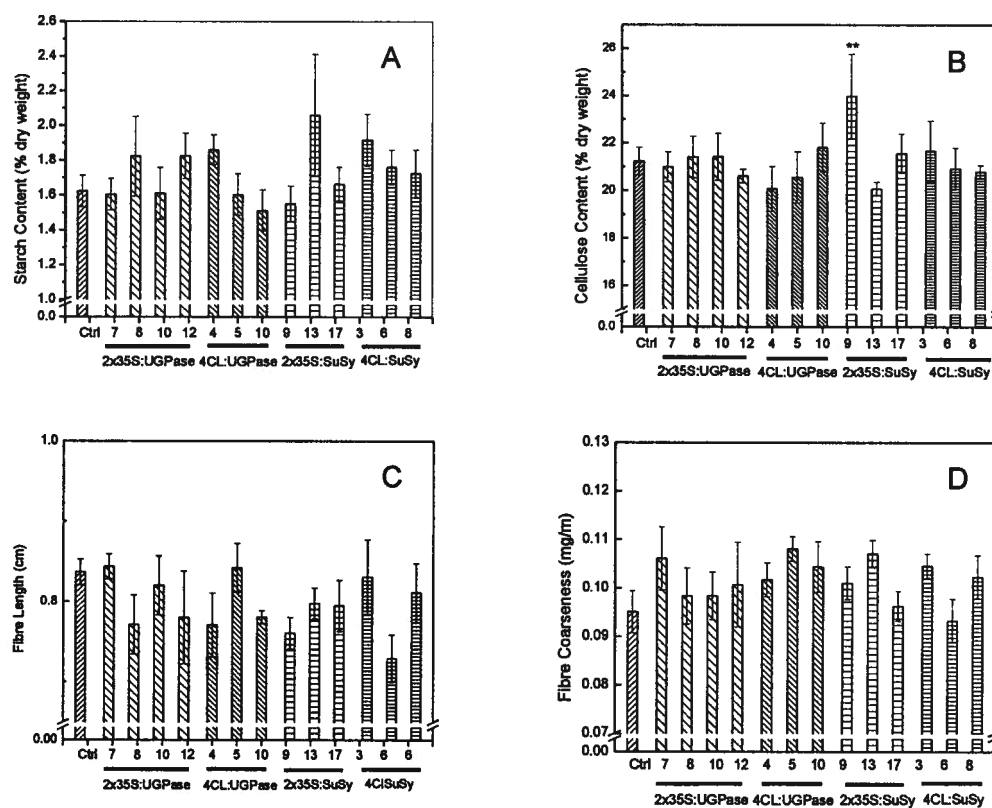 A
Starch Content (% dry weight)
2.6
2.4
2.2
2.0
1.8
1.6
1.4
1.2
1.0
0.0
Ctrl 7 8 10 12 4 5 10 9 13 17 3 6 8
2x35S:UGPase 4CL:UGPase 2x35S:SuSy 4CL:SuSy
B
Cellulose Content (% dry weight)
**
26
24
22
20
18
16
0.0
Ctrl 7 8 10 12 4 5 10 9 13 17 3 6 8
2x35S:UGPase 4CL:UGPase 2x35S:SuSy 4CL:SuSy
C
Fibre Length (cm)
1.0
0.8
0.00
Ctrl 7 8 10 12 4 5 10 9 13 17 3 6 6
2x35S:UGPase 4CL:UGPase 2x35S:SuSy 4ClSuSy
D
Fibre Coarseness (mg/m)
0.13
0.12
0.11
0.10
0.09
0.08
0.07
0.00
Ctrl 7 8 10 12 4 5 10 9 13 17 3 6 8
2x35S:UGPase 4CL:UGPase 2x35S:SuSy 4CL:SuSy